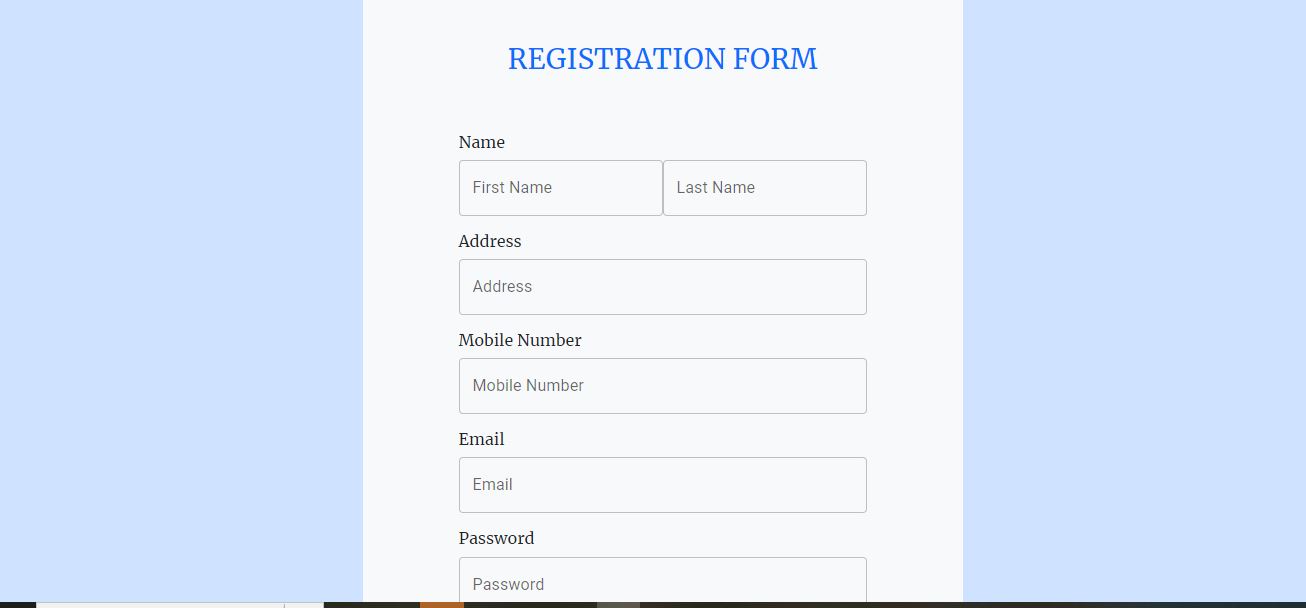 REGISTRATION FORM
Name
First Name Last Name
Address
Address
Mobile Number
Mobile Number
Email
Email
Password
Password